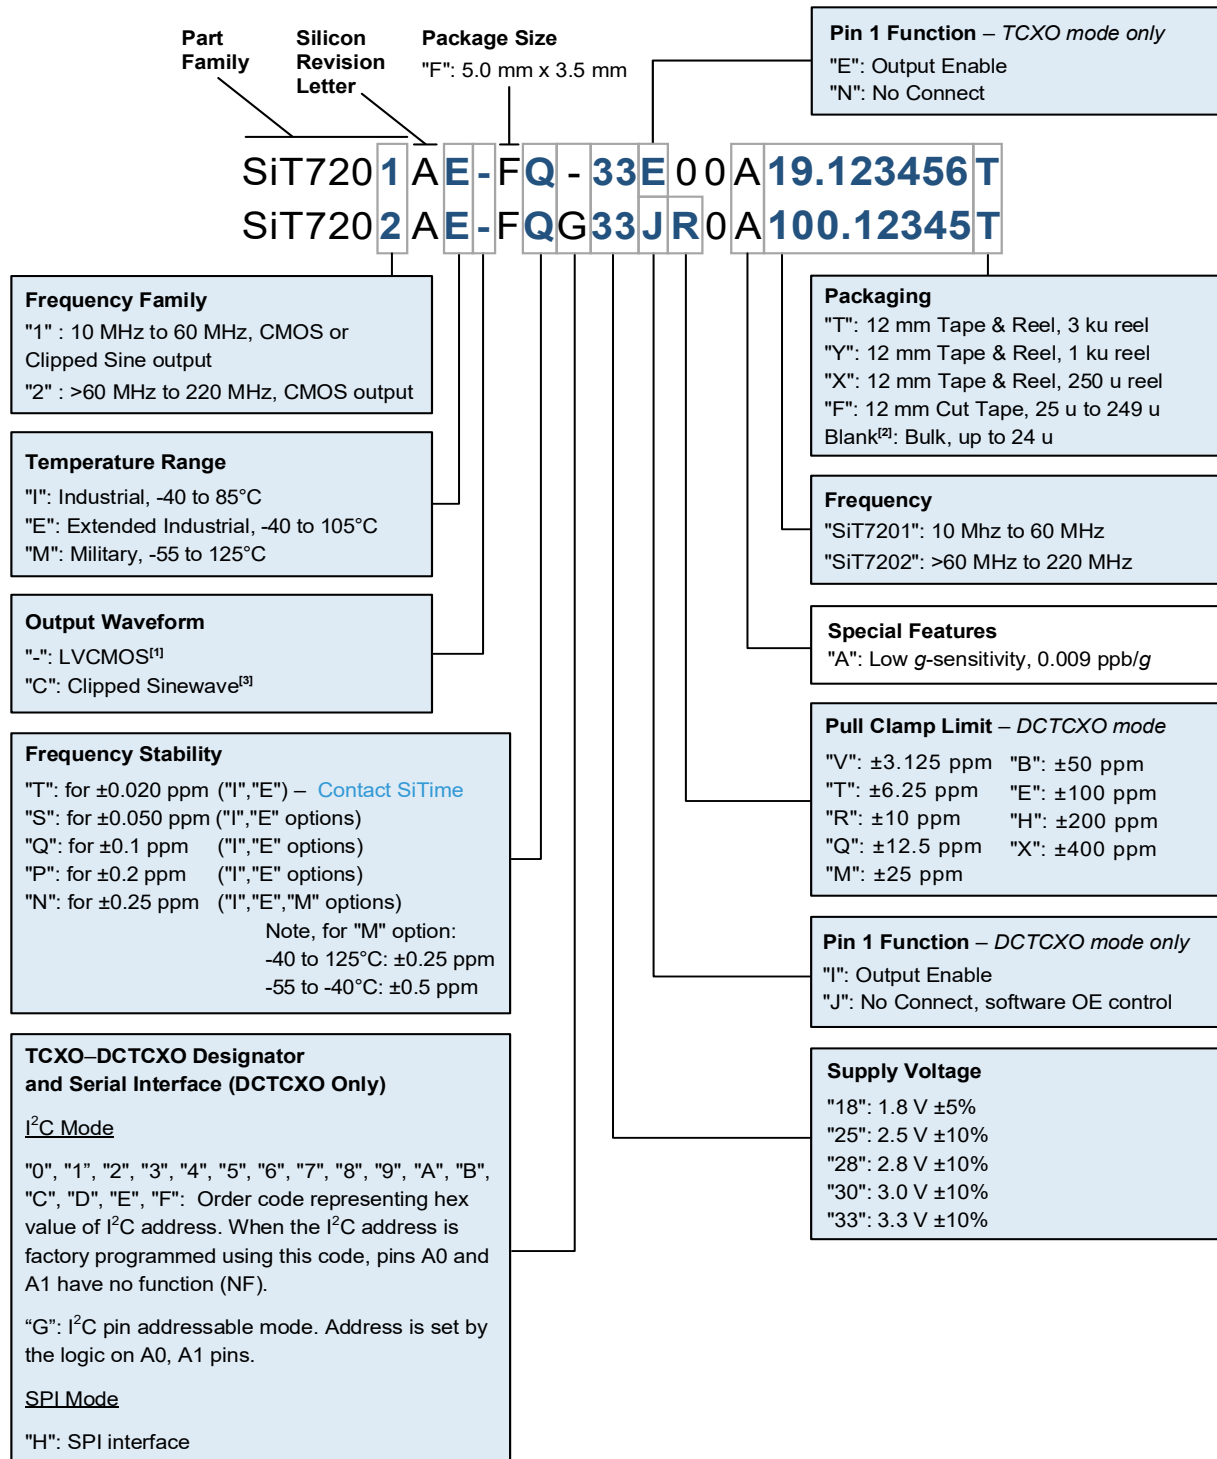 Part
Family
Silicon
Revision
Letter
Package Size
"F": 5.0 mm x 3.5 mm
Pin 1 Function – TCXO mode only
"E": Output Enable
"N": No Connect
SiT7201AE-FQ-33E00A19.123456T
SiT7202AE-FQG33JR0A100.12345T
Frequency Family
"1" : 10 MHz to 60 MHz, CMOS or
Clipped Sine output
"2" : >60 MHz to 220 MHz, CMOS output
Temperature Range
"I": Industrial, -40 to 85°C
"E": Extended Industrial, -40 to 105°C
"M": Military, -55 to 125°C
Output Waveform
"-": LVCMOS[1]
"C": Clipped Sinewave[3]
Frequency Stability
"T": for ±0.020 ppm ("I","E") – Contact SiTime
"S": for ±0.050 ppm ("I","E" options)
"Q": for ±0.1 ppm ("I","E" options)
"P": for ±0.2 ppm ("I","E" options)
"N": for ±0.25 ppm ("I","E","M" options)
Note, for "M" option:
-40 to 125°C: ±0.25 ppm
-55 to -40°C: ±0.5 ppm
TCXO–DCTCXO Designator
and Serial Interface (DCTCXO Only)
I2C Mode
"0", "1", "2", "3", "4", "5", "6", "7", "8", "9", "A", "B",
"C", "D", "E", "F": Order code representing hex
value of I2C address. When the I2C address is
factory programmed using this code, pins A0 and
A1 have no function (NF).
“G": I2C pin addressable mode. Address is set by
the logic on A0, A1 pins.
SPI Mode
"H": SPI interface
Packaging
"T": 12 mm Tape & Reel, 3 ku reel
"Y": 12 mm Tape & Reel, 1 ku reel
"X": 12 mm Tape & Reel, 250 u reel
"F": 12 mm Cut Tape, 25 u to 249 u
Blank[2]: Bulk, up to 24 u
Frequency
"SiT7201": 10 Mhz to 60 MHz
"SiT7202": >60 MHz to 220 MHz
Special Features
"A": Low g-sensitivity, 0.009 ppb/g
Pull Clamp Limit – DCTCXO mode
"V": ±3.125 ppm "B": ±50 ppm
"T": ±6.25 ppm "E": ±100 ppm
"R": ±10 ppm "H": ±200 ppm
"Q": ±12.5 ppm "X": ±400 ppm
"M": ±25 ppm
Pin 1 Function – DCTCXO mode only
"I": Output Enable
"J": No Connect, software OE control
Supply Voltage
"18": 1.8 V ±5%
"25": 2.5 V ±10%
"28": 2.8 V ±10%
"30": 3.0 V ±10%
"33": 3.3 V ±10%